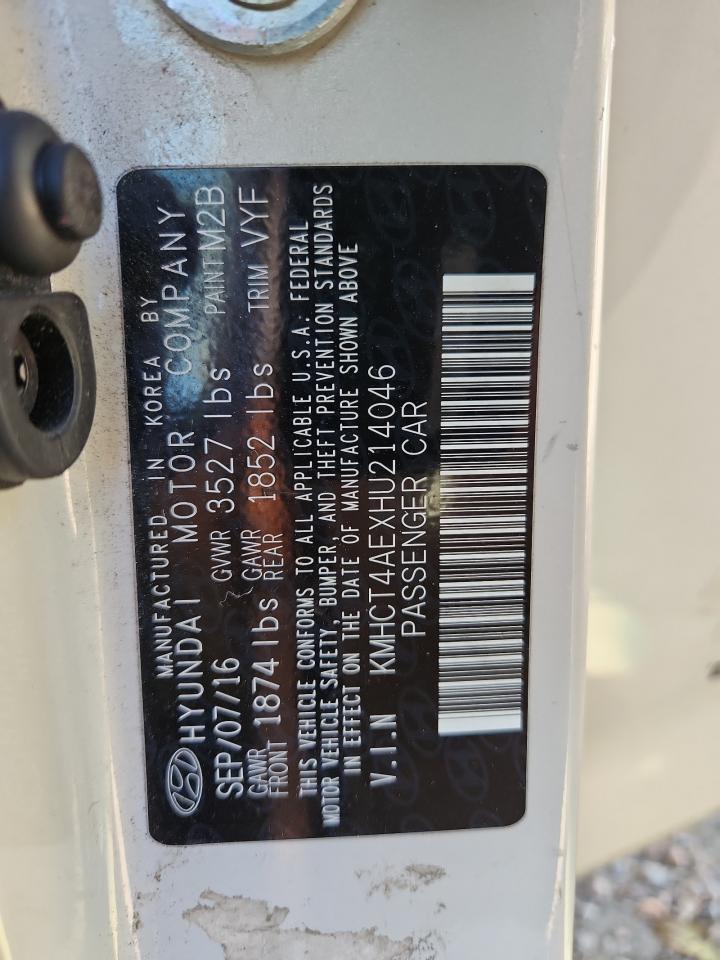 MANUFACTURED IN KOREA BY
HYUNDAI MOTOR COMPANY
SEP/07/16 GVWR 3527 lbs PAINT M2B
GAWR FRONT 1874 lbs GAWR REAR 1852 lbs TRIM VYF
THIS VEHICLE CONFORMS TO ALL APPLICABLE U.S.A. FEDERAL
MOTOR VEHICLE SAFETY, BUMPER, AND THEFT PREVENTION STANDARDS
IN EFFECT ON THE DATE OF MANUFACTURE SHOWN ABOVE
V.I.N KMHCT4AEXHU214046
PASSENGER CAR